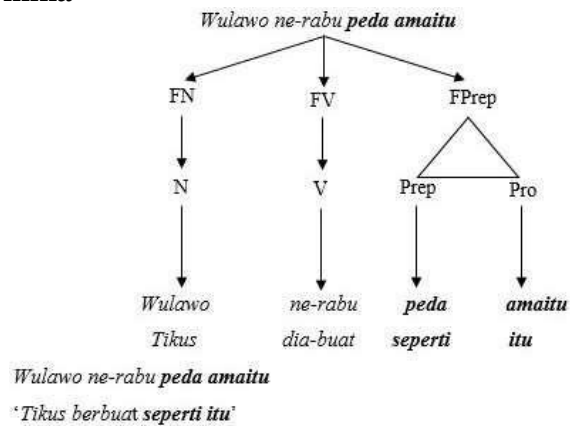 Wulawo ne-rabu peda amaitu
FN FV FPrep
N V Prep Pro
Wulawo ne-rabu peda amaitu
Tikus dia-buat seperti itu
Wulawo ne-rabu peda amaitu
'Tikus berbuat seperti itu'